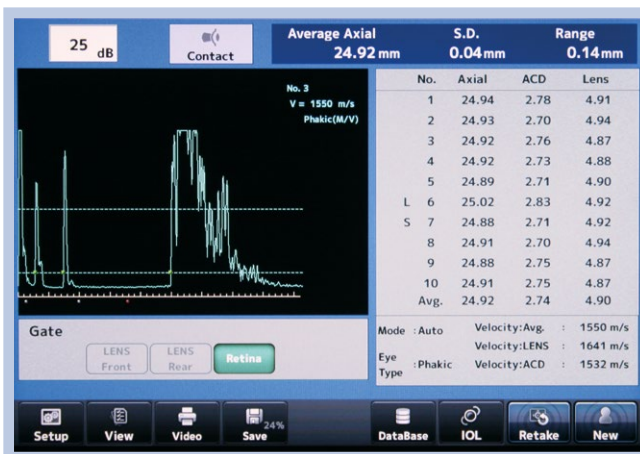 25 dB
Contact
Average Axial S.D. Range
24.92 mm 0.04 mm 0.14 mm
No. 3
V = 1550 m/s
Phakic(M/V)
No. Axial ACD Lens
1 24.94 2.78 4.91
2 24.93 2.70 4.94
3 24.92 2.76 4.87
4 24.92 2.73 4.88
5 24.89 2.71 4.90
L 6 25.02 2.83 4.92
S 7 24.88 2.71 4.92
8 24.91 2.70 4.94
9 24.88 2.75 4.87
10 24.91 2.75 4.87
Avg. 24.92 2.74 4.90
Gate
LENS Front
LENS Rear
Retina
Mode : Auto Velocity:Avg. : 1550 m/s
Velocity:LENS : 1641 m/s
Eye Type : Phakic Velocity:ACD : 1532 m/s
Setup View Video Save 24% DataBase IOL Retake New